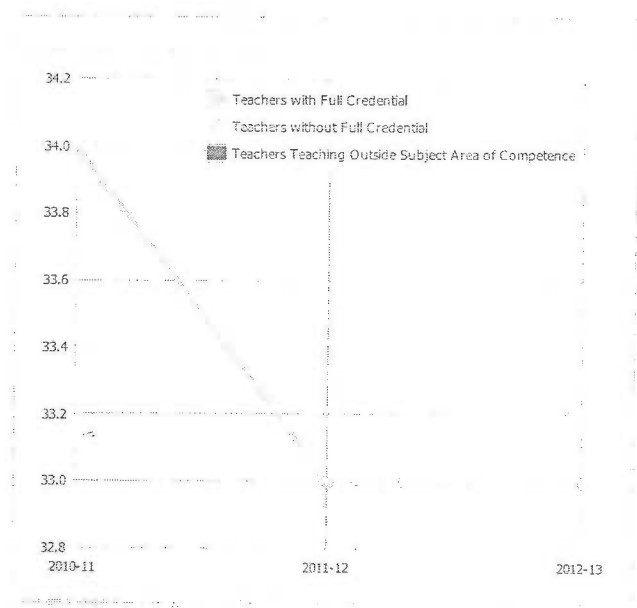 34.2
Teachers with Full Credential
Teachers without Full Credential
34.0
Teachers Teaching Outside Subject Area of Competence
33.8
33.6
33.4
33.2
33.0
32.8
2010-11 2011-12 2012-13